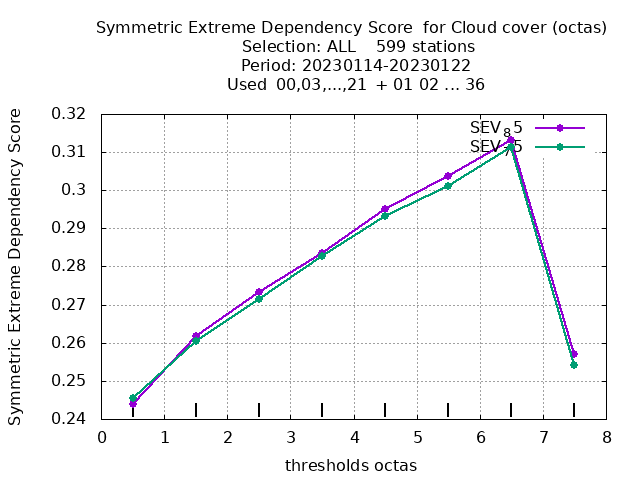 Symmetric Extreme Dependency Score  for Cloud cover (octas)
Selection: ALL    599 stations
Period: 20230114-20230122
Used  00,03,...,21  + 01 02 ... 36
SEV₈5
SEV₇5
Symmetric Extreme Dependency Score
0.32
0.31
0.3
0.29
0.28
0.27
0.26
0.25
0.24
0 1 2 3 4 5 6 7 8
thresholds octas